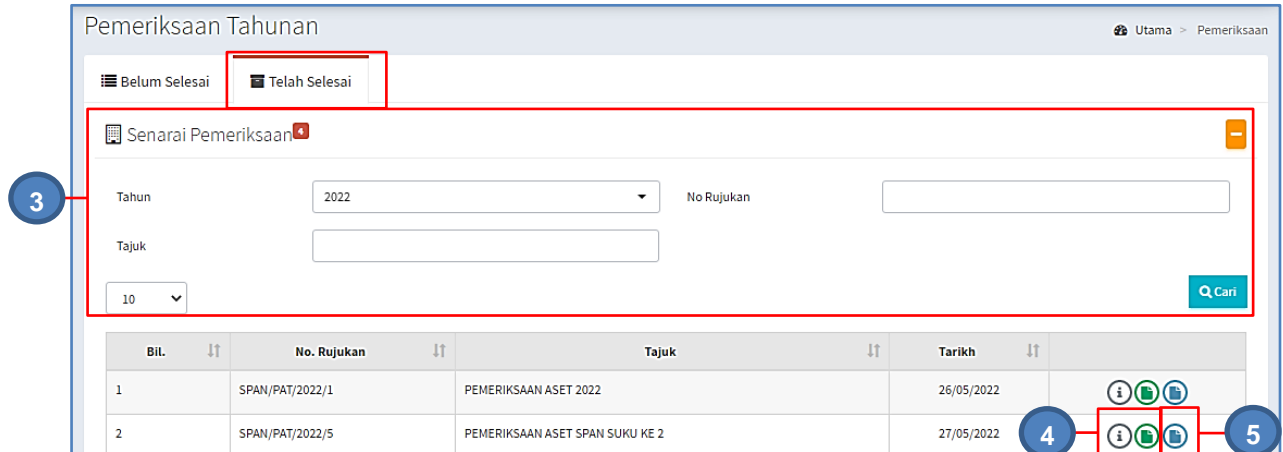 Pemeriksaan Tahunan
Utama > Pemeriksaan
Belum Selesai Telah Selesai
Senarai Pemeriksaan 4
3
Tahun 2022 No Rujukan
Tajuk
10 Cari
Bil. No. Rujukan Tajuk Tarikh
1 SPAN/PAT/2022/1 PEMERIKSAAN ASET 2022 26/05/2022
2 SPAN/PAT/2022/5 PEMERIKSAAN ASET SPAN SUKU KE 2 27/05/2022 4 5